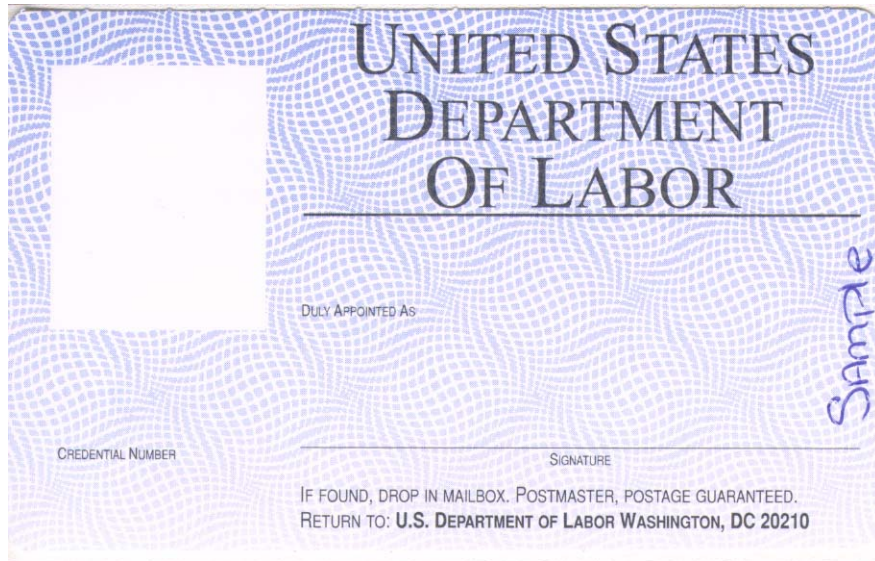 UNITED STATES
DEPARTMENT
OF LABOR
DULY APPOINTED AS
SAmPle
CREDENTIAL NUMBER
SIGNATURE
IF FOUND, DROP IN MAILBOX. POSTMASTER, POSTAGE GUARANTEED.
RETURN TO: U.S. DEPARTMENT OF LABOR WASHINGTON, DC 20210